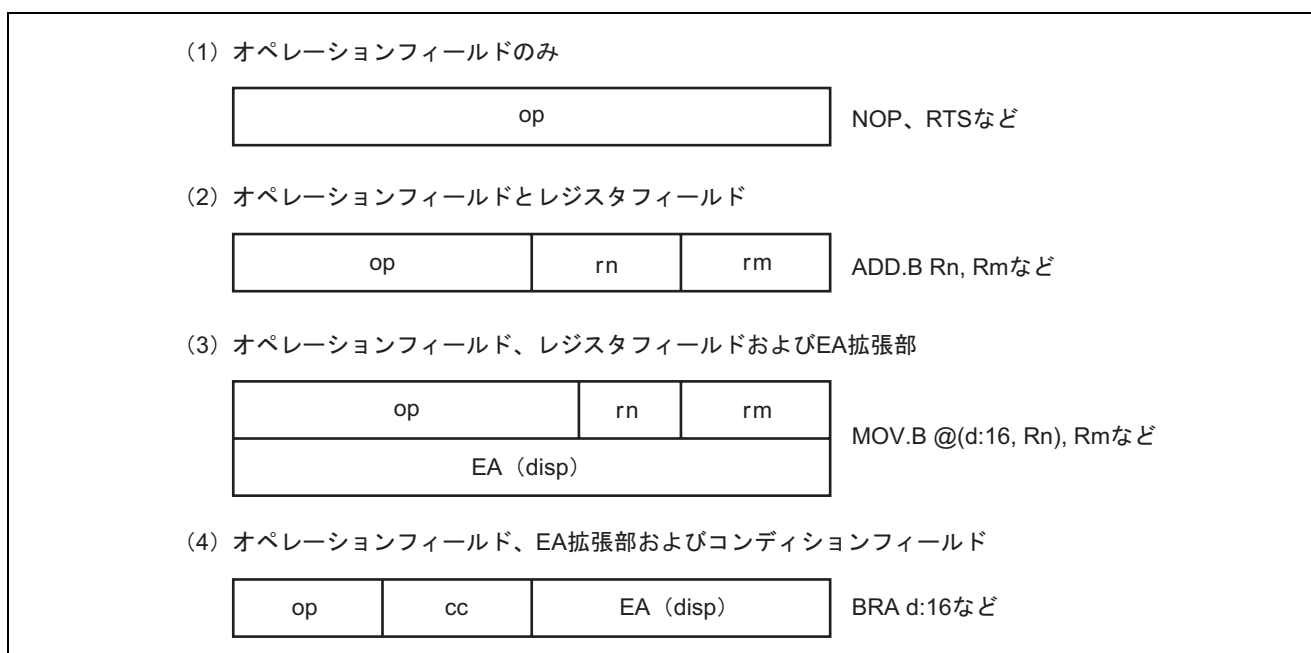 （1）オペレーションフィールドのみ
op
NOP、RTSなど
（2）オペレーションフィールドとレジスタフィールド
op rn rm
ADD.B Rn, Rmなど
（3）オペレーションフィールド、レジスタフィールドおよびEA拡張部
op rn rm
EA（disp）
MOV.B @(d:16, Rn), Rmなど
（4）オペレーションフィールド、EA拡張部およびコンディションフィールド
op cc EA（disp）
BRA d:16など